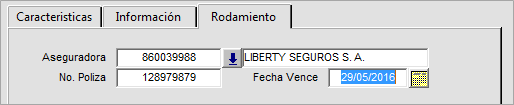 Caracteristicas Información Rodamiento
Aseguradora 860039988 LIBERTY SEGUROS S. A.
No. Poliza 128979879 Fecha Vence 29/05/2016